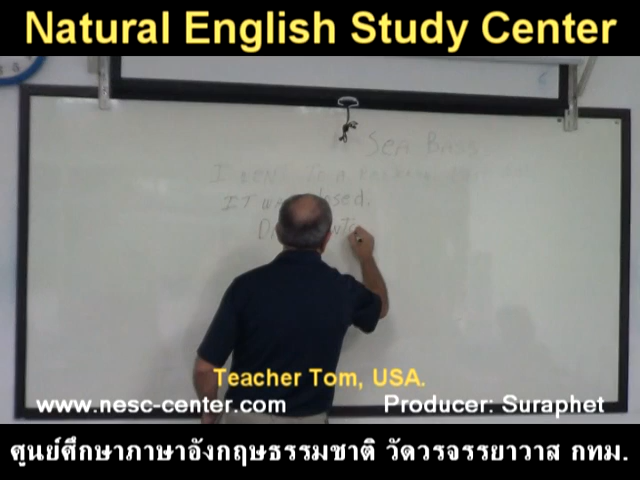 Natural English Study Center
Sea Bass
I WENT TO A
IT WAS closed.
Teacher Tom, USA.
www.nesc-center.com Producer: Suraphet
ศูนย์ศึกษาภาษาอังกฤษธรรมชาติ วัดวรจรรยาวาส กทม.